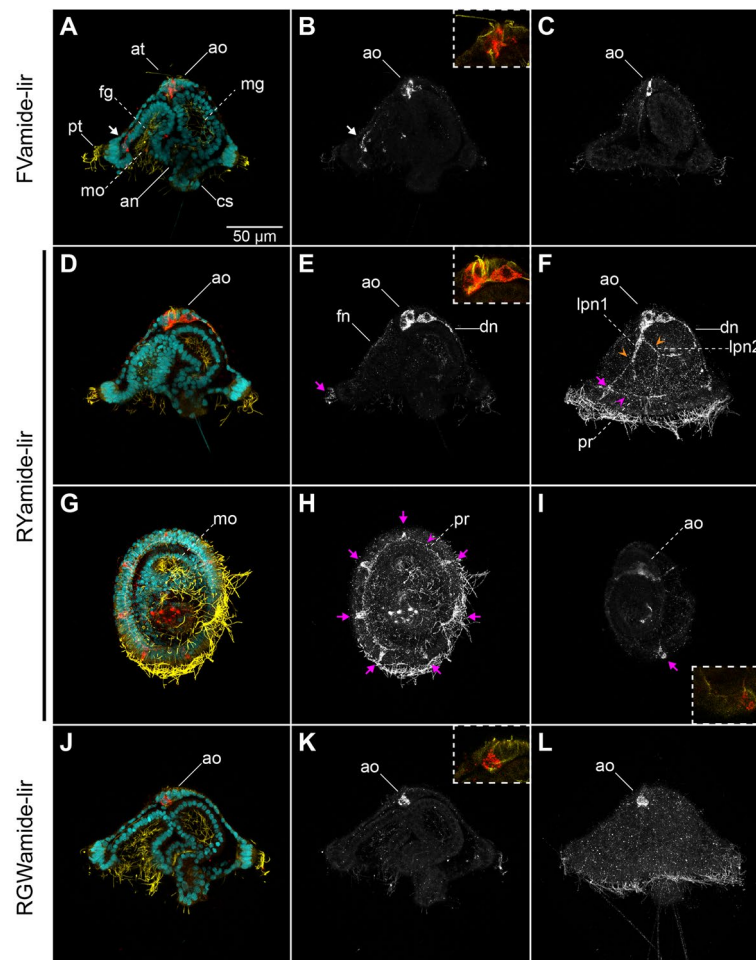 FVamide-lir
A
at
ao
fg
mg
pt
mo
an
cs
50 µm
B
ao
C
ao
RYamide-lir
D
ao
E
ao
fn
dn
F
ao
lpn1
dn
lpn2
pr
G
mo
H
pr
I
ao
RGWamide-lir
J
ao
K
ao
L
ao